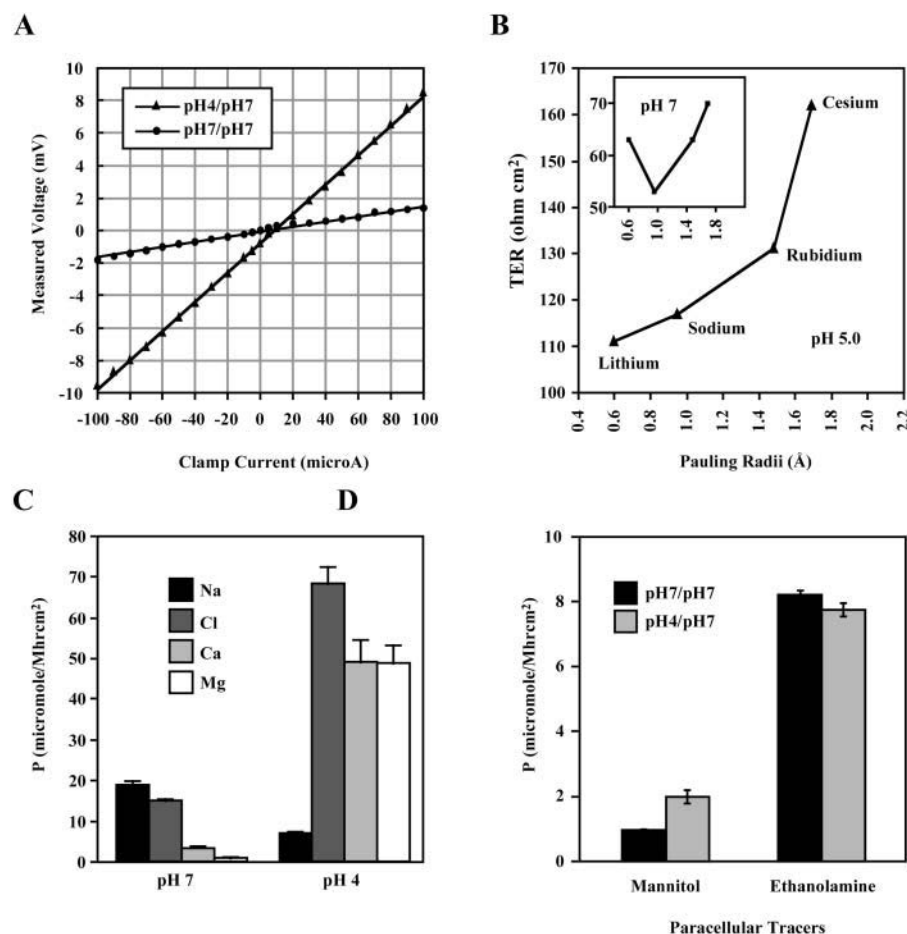 A
10
8
6
4
2
0
-2
-4
-6
-8
-10
Measured Voltage (mV)
pH4/pH7
pH7/pH7
-100 -80 -60 -40 -20 0 20 40 60 80 100
Clamp Current (microA)
B
170
160
150
140
130
120
110
100
TER (ohm cm²)
70
60
50
pH 7
0.6 1.0 1.4 1.8
Cesium
Rubidium
Sodium
Lithium
pH 5.0
0.4 0.6 0.8 1.0 1.2 1.4 1.6 1.8 2.0 2.2
Pauling Radii (Å)
C
80
70
60
50
40
30
20
10
0
P (micromole/Mhrcm²)
Na
Cl
Ca
Mg
pH 7 pH 4
D
10
8
6
4
2
0
P (micromole/Mhrcm²)
pH7/pH7
pH4/pH7
Mannitol Ethanolamine
Paracellular Tracers